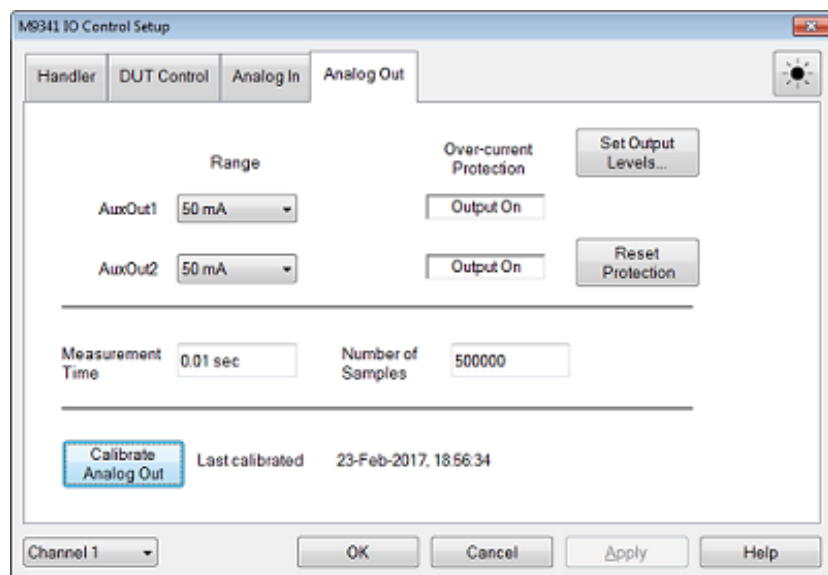 M9341 IO Control Setup
Handler
DUT Control
Analog In
Analog Out
Range
Over-current
Protection
Set Output
Levels...
AuxOut1
50 mA
Output On
AuxOut2
50 mA
Output On
Reset
Protection
Measurement
Time
0.01 sec
Number of
Samples
500000
Calibrate
Analog Out
Last calibrated
23-Feb-2017, 18:56:34
Channel 1
OK
Cancel
Apply
Help